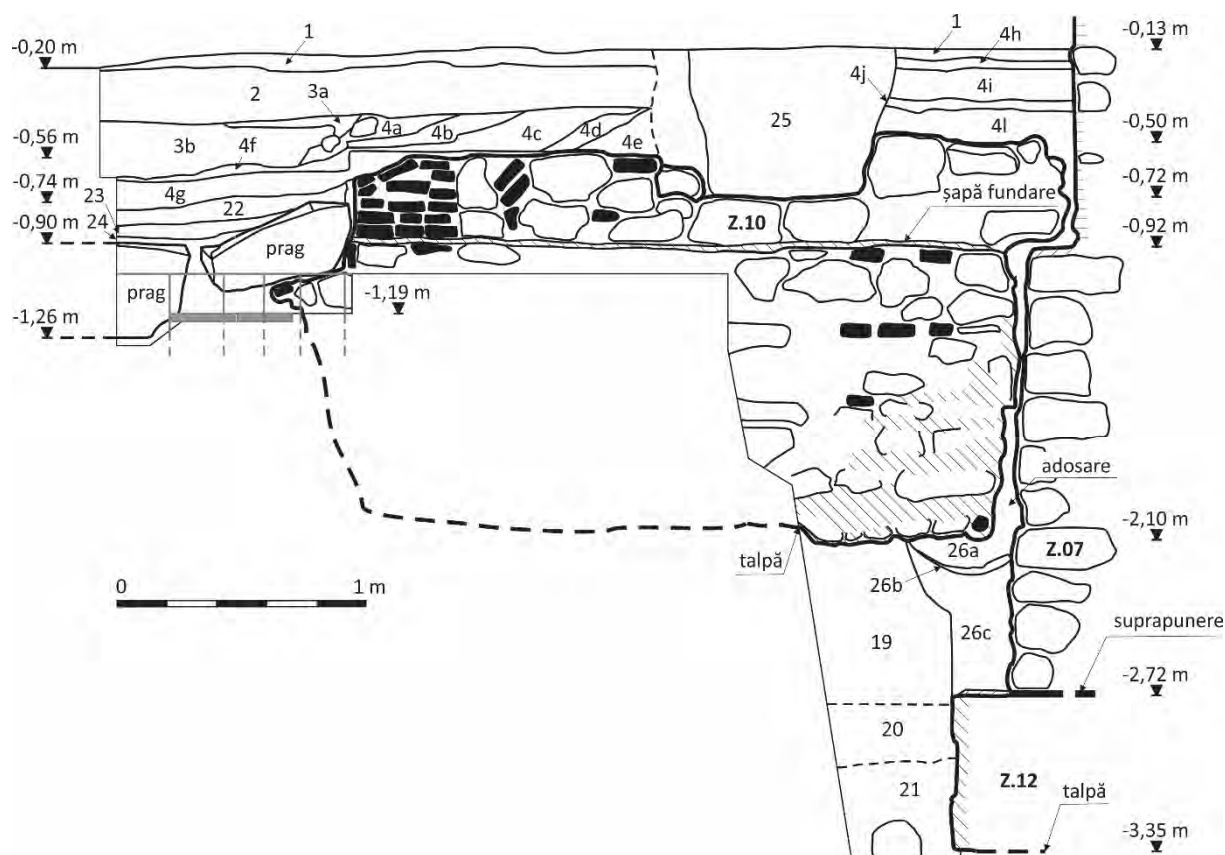 1
1
-0,20 m
-0,13 m
4h
4j
4i
2
3a
4a
4b
4c
4d
4e
25
4l
-0,50 m
-0,56 m
3b
4f
-0,74 m
4g
șapă fundare
-0,72 m
23
22
24
-0,90 m
Z.10
-0,92 m
prag
prag
-1,19 m
-1,26 m
adosare
-2,10 m
talpă
26a
Z.07
0
1 m
26b
26c
19
suprapunere
-2,72 m
20
Z.12
21
talpă
-3,35 m